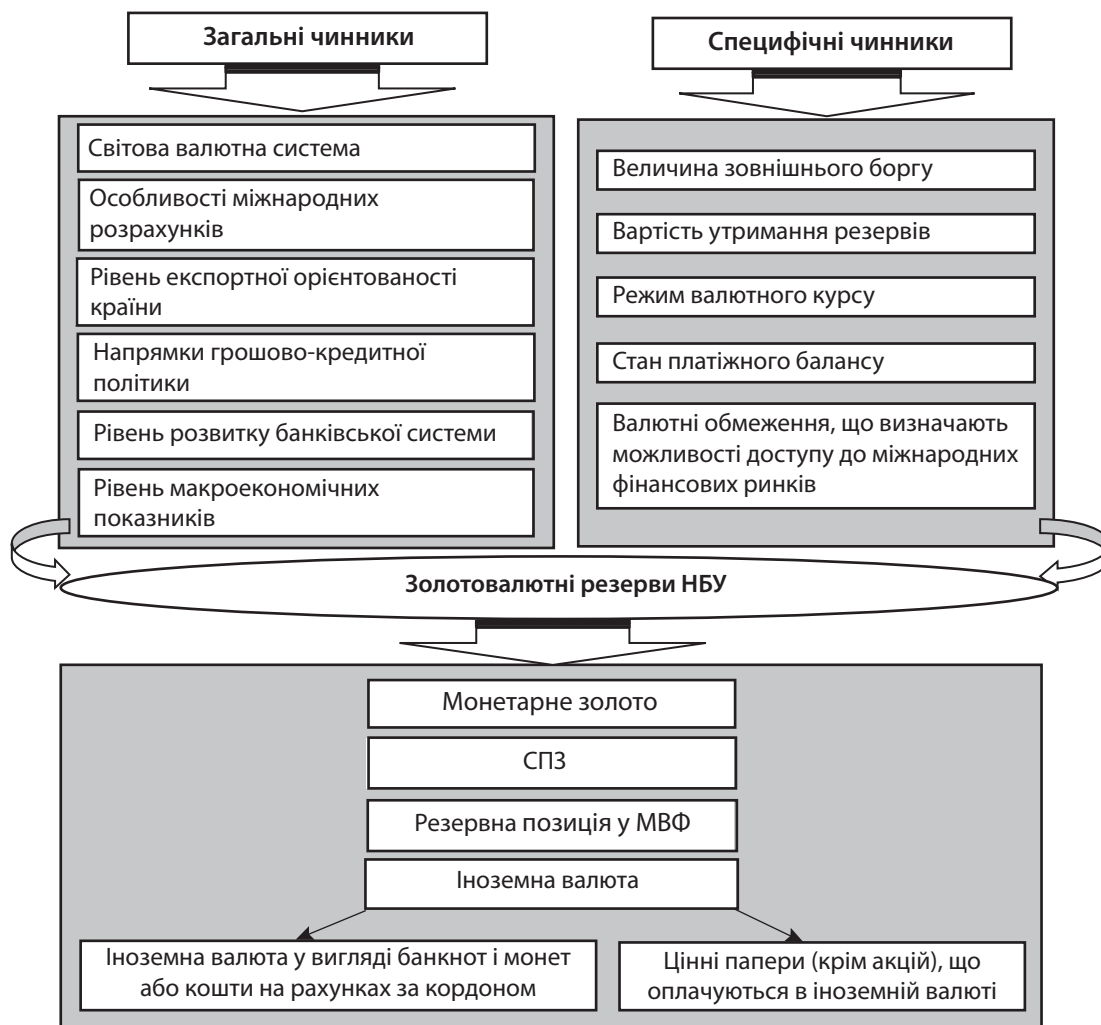 Загальні чинники
Світова валютна система
Особливості міжнародних
розрахунків
Рівень експортної орієнтованості
країни
Напрямки грошово-кредитної
політики
Рівень розвитку банківської системи
Рівень макроекономічних
показників
Специфічні чинники
Величина зовнішнього боргу
Вартість утримання резервів
Режим валютного курсу
Стан платіжного балансу
Валютні обмеження, що визначають
можливості доступу до міжнародних
фінансових ринків
Золотовалютні резерви НБУ
Монетарне золото
СПЗ
Резервна позиція у МВФ
Іноземна валюта
Іноземна валюта у вигляді банкнот і монет
або кошти на рахунках за кордоном
Цінні папери (крім акцій), що
оплачуються в іноземній валюті